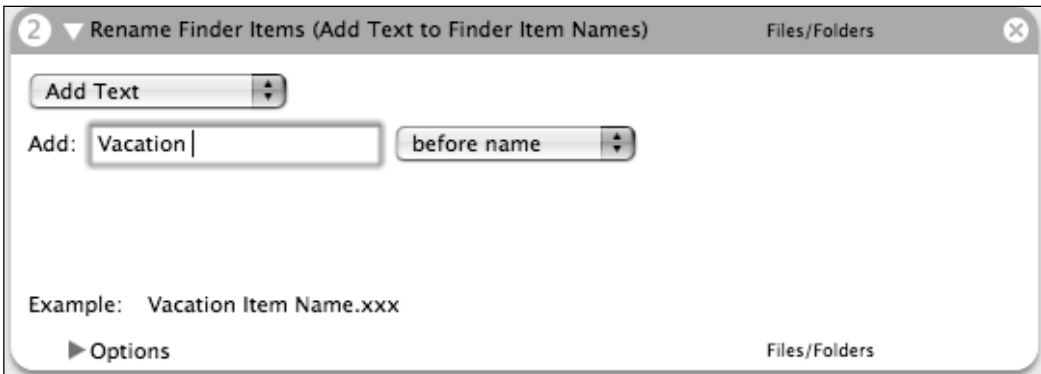 2 Rename Finder Items (Add Text to Finder Item Names) Files/Folders
Add Text
Add: Vacation before name
Example: Vacation Item Name.xxx
Options Files/Folders